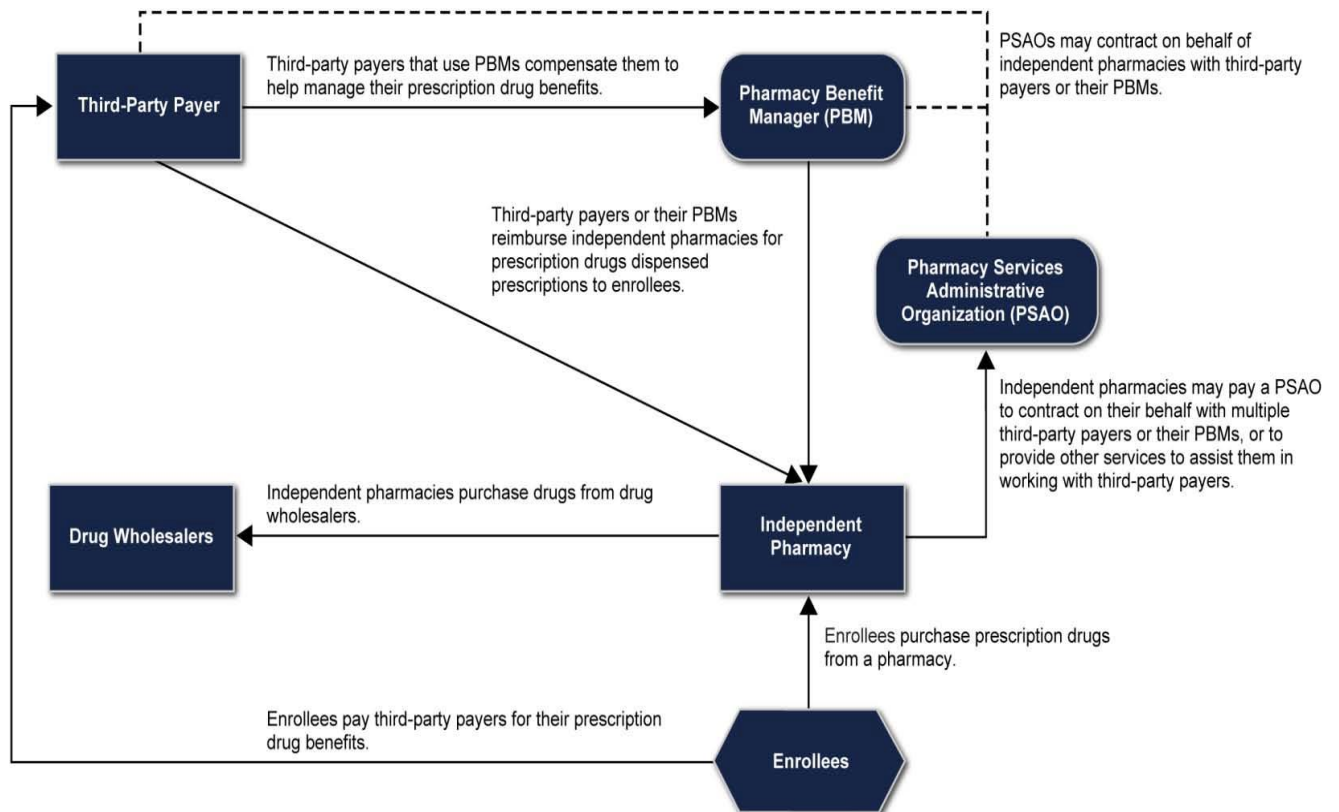 PSAOs may contract on behalf of
independent pharmacies with third-party
payers or their PBMs.
Third-party payers that use PBMs compensate them to
help manage their prescription drug benefits.
Third-Party Payer
Pharmacy Benefit
Manager (PBM)
Third-party payers or their PBMs
reimburse independent pharmacies for
prescription drugs dispensed
prescriptions to enrollees.
Pharmacy Services
Administrative
Organization (PSAO)
Independent pharmacies may pay a PSAO
to contract on their behalf with multiple
third-party payers or their PBMs, or to
provide other services to assist them in
working with third-party payers.
Independent pharmacies purchase drugs from drug
wholesalers.
Drug Wholesalers
Independent
Pharmacy
Enrollees purchase prescription drugs
from a pharmacy.
Enrollees pay third-party payers for their prescription
drug benefits.
Enrollees